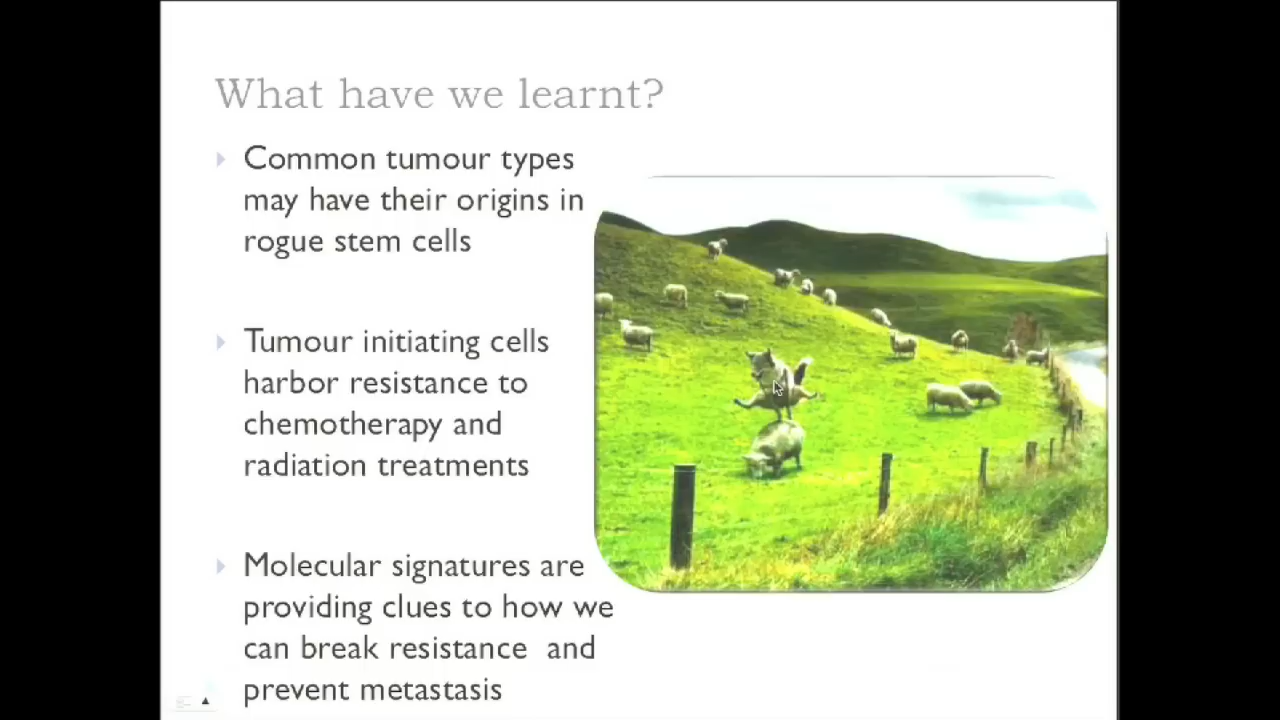 What have we learnt?
Common tumour types
may have their origins in
rogue stem cells
Tumour initiating cells
harbor resistance to
chemotherapy and
radiation treatments
Molecular signatures are
providing clues to how we
can break resistance and
prevent metastasis